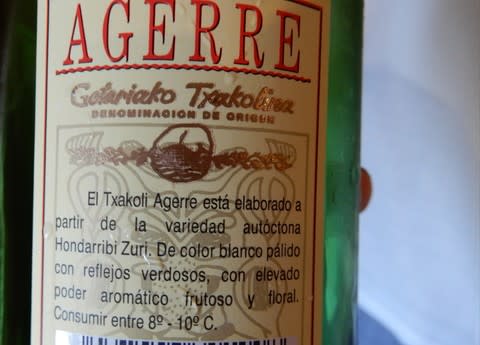 AGERRE
Getariako Txakolina
DENOMINACION DE ORIGEN
El Txakoli Agerre está elaborado a
partir de la variedad autóctona
Hondarribi Zuri. De color blanco pálido
con reflejos verdosos, con elevado
poder aromático frutoso y floral.
Consumir entre 8º - 10º C.